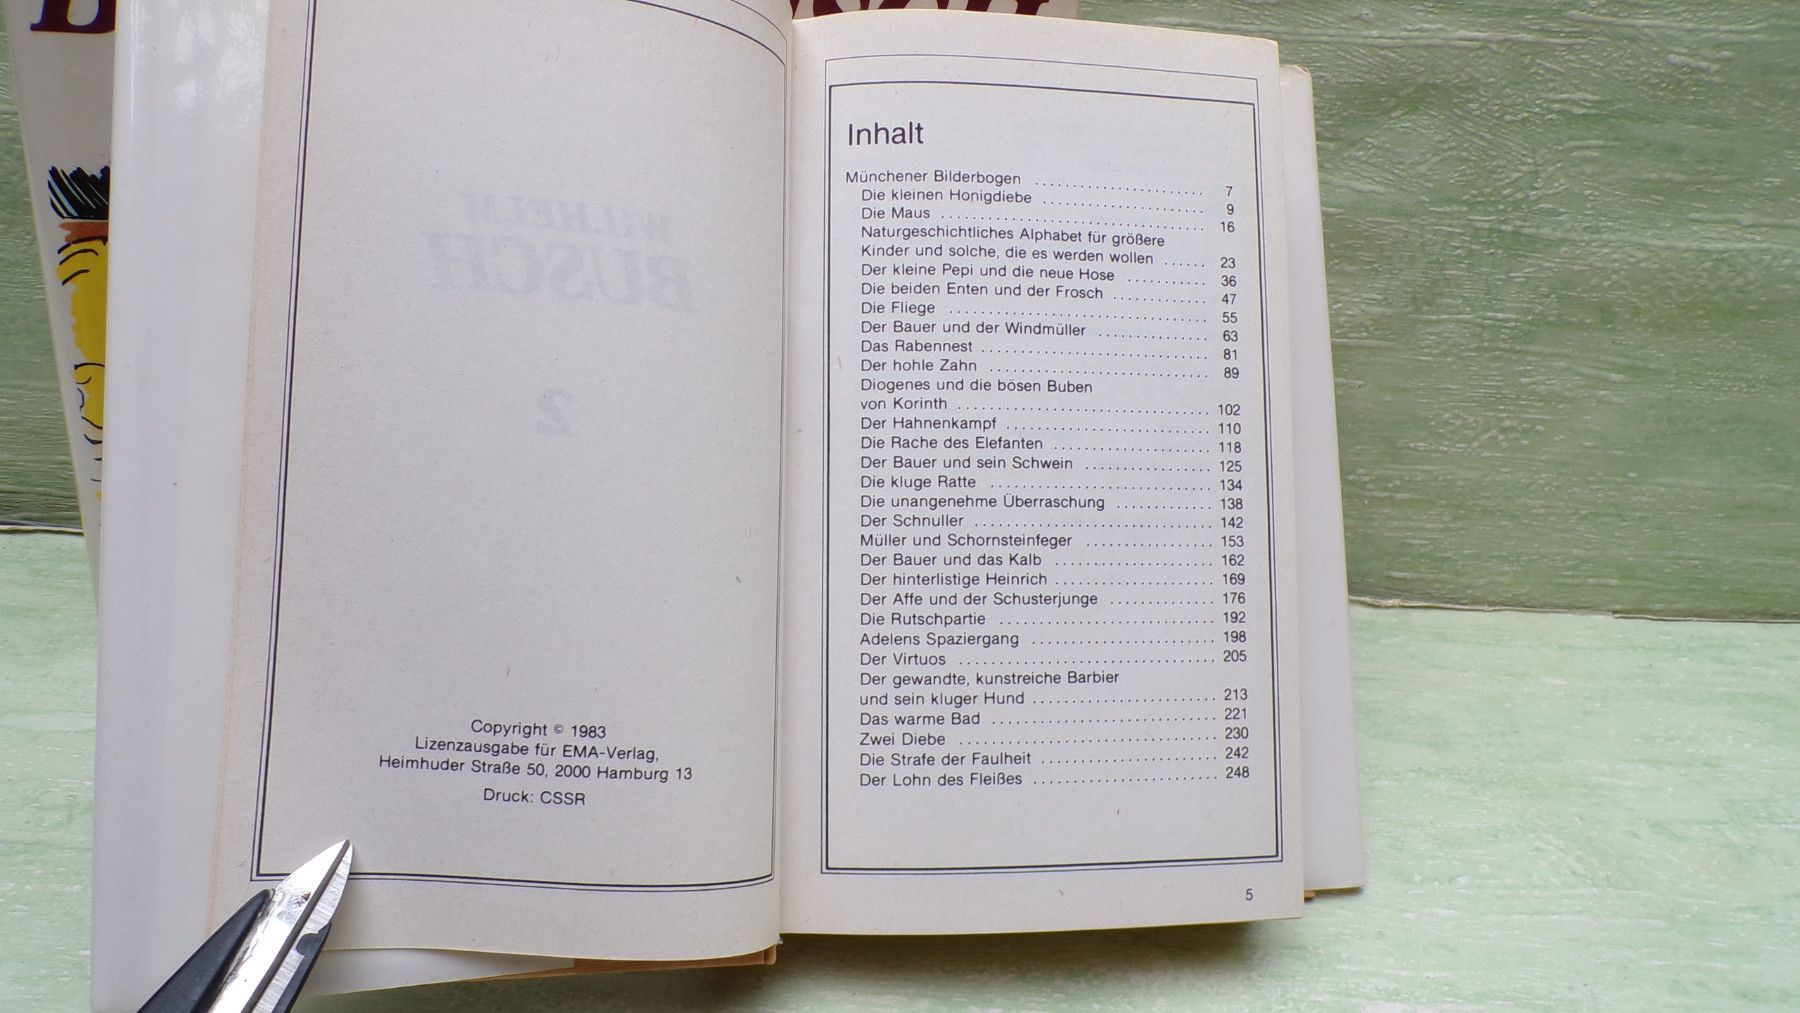 WILHELM
BUSCH
2
Copyright © 1983
Lizenzausgabe für EMA-Verlag,
Heimhuder Straße 50, 2000 Hamburg 13
Druck: CSSR
Inhalt
Münchener Bilderbogen .................... 7
Die kleinen Honigdiebe .................... 9
Die Maus .................... 16
Naturgeschichtliches Alphabet für größere
Kinder und solche, die es werden wollen ...... 23
Der kleine Pepi und die neue Hose .......... 36
Die beiden Enten und der Frosch ............ 47
Die Fliege .................... 55
Der Bauer und der Windmüller .............. 63
Das Rabennest .................... 81
Der hohle Zahn .................... 89
Diogenes und die bösen Buben
von Korinth .................... 102
Der Hahnenkampf .................... 110
Die Rache des Elefanten .................... 118
Der Bauer und sein Schwein .............. 125
Die kluge Ratte .................... 134
Die unangenehme Überraschung .......... 138
Der Schnuller .................... 142
Müller und Schornsteinfeger .............. 153
Der Bauer und das Kalb .................... 162
Der hinterlistige Heinrich .................... 169
Der Affe und der Schusterjunge ............ 176
Die Rutschpartie .................... 192
Adelens Spaziergang .................... 198
Der Virtuos .................... 205
Der gewandte, kunstreiche Barbier
und sein kluger Hund .................... 213
Das warme Bad .................... 221
Zwei Diebe .................... 230
Die Strafe der Faulheit .................... 242
Der Lohn des Fleißes .................... 248
5